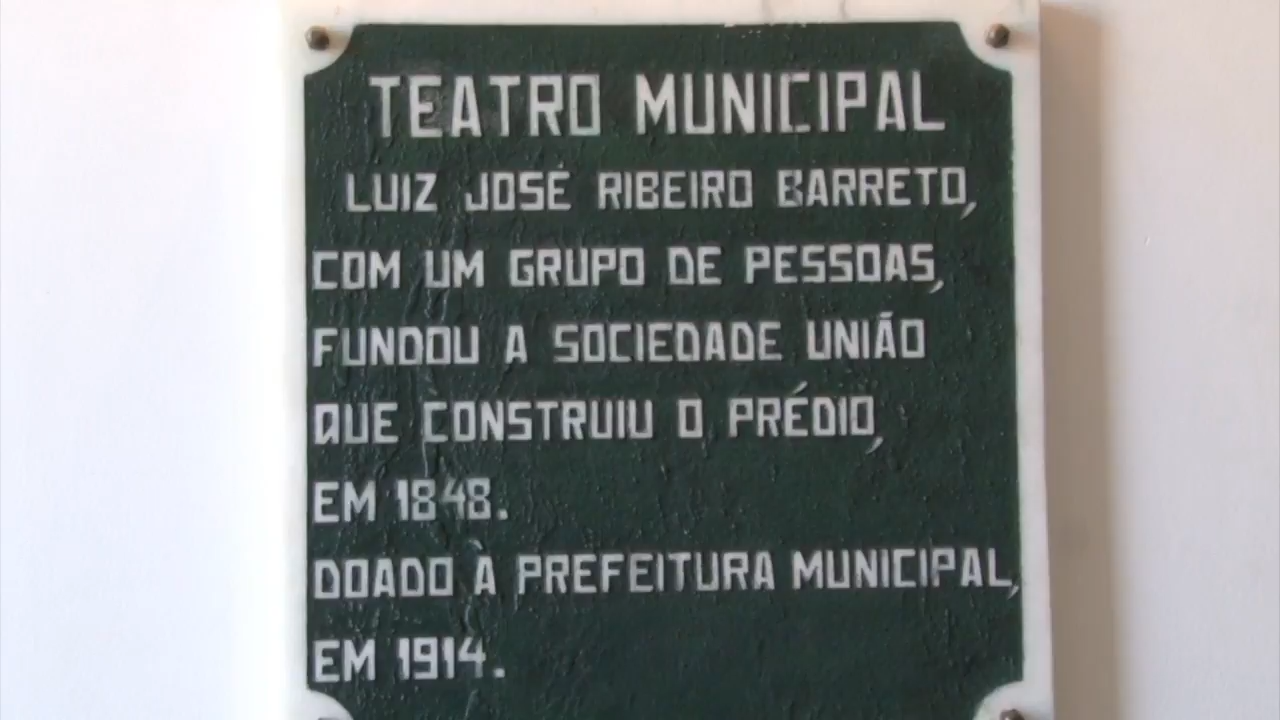 TEATRO MUNICIPAL
LUIZ JOSÉ RIBEIRO BARRETO,
COM UM GRUPO DE PESSOAS,
FUNDOU A SOCIEDADE UNIÃO
QUE CONSTRUIU O PRÉDIO,
EM 1848.
DOADO À PREFEITURA MUNICIPAL,
EM 1914.